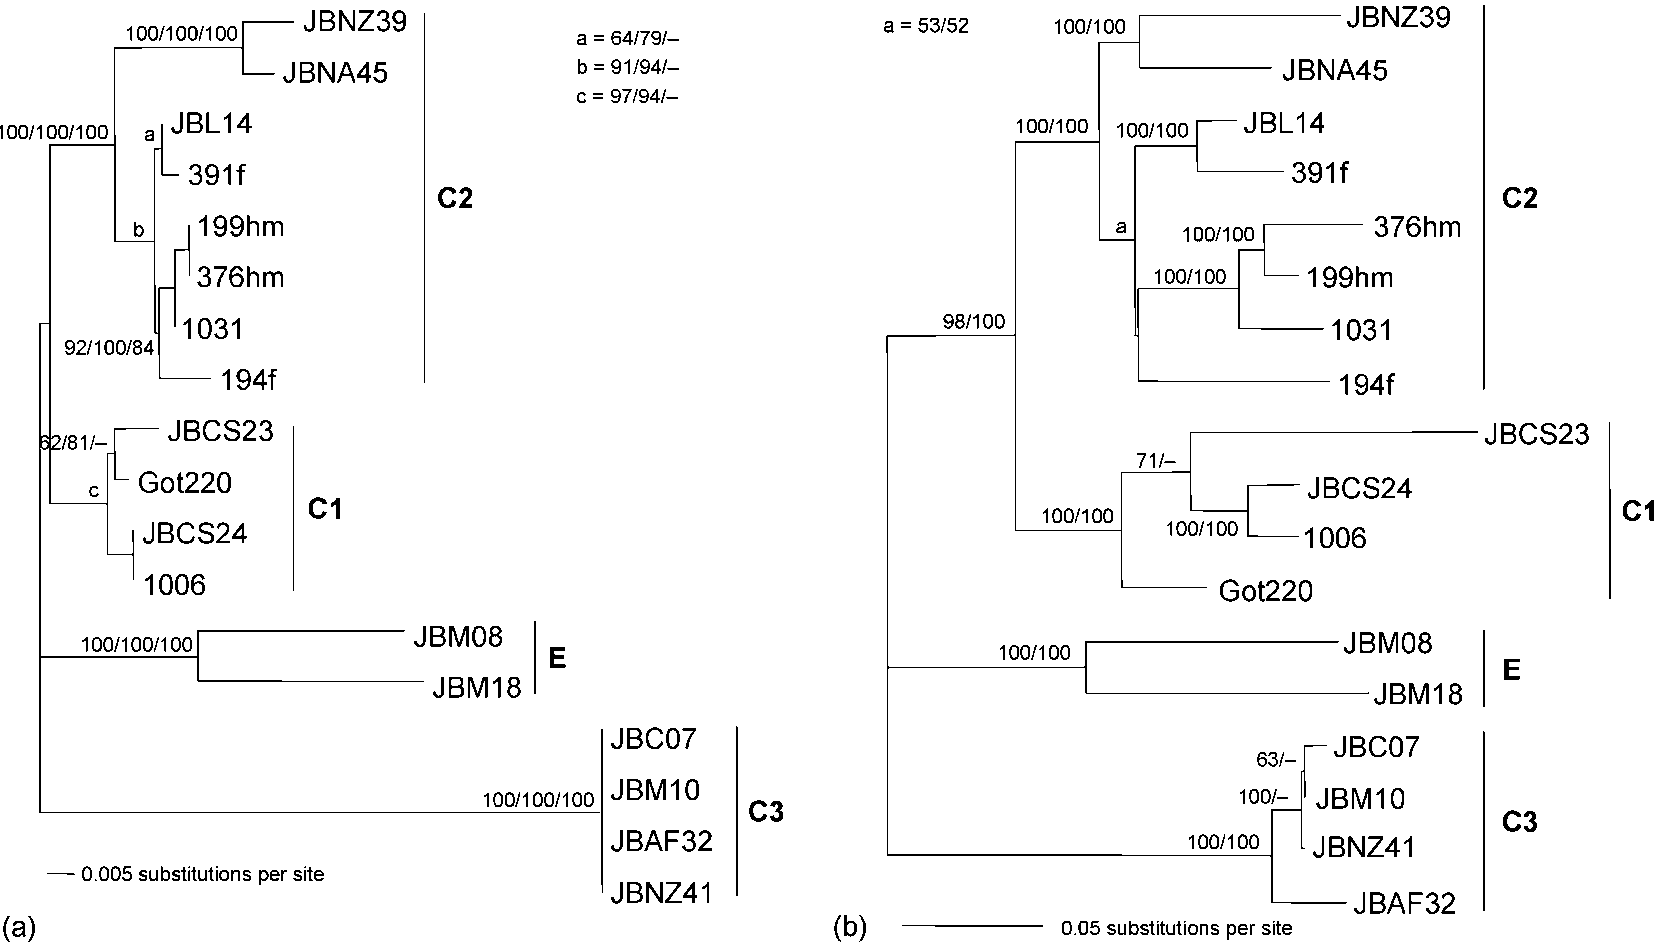 JBNZ39
100/100/100
JBNA45
a = 64/79/–
b = 91/94/–
c = 97/94/–
100/100/100
a
JBL14
391f
C2
b
199hm
376hm
1031
92/100/84
194f
62/81/–
JBCS23
Got220
c
C1
JBCS24
1006
100/100/100
JBM08
E
JBM18
JBC07
JBM10
100/100/100
C3
JBAF32
JBNZ41
0.005 substitutions per site
(a)
a = 53/52
JBNZ39
100/100
JBNA45
100/100
100/100
JBL14
391f
C2
a
100/100
376hm
100/100
199hm
1031
98/100
194f
JBCS23
71/–
JBCS24
100/100
100/100
1006
C1
Got220
100/100
JBM08
E
JBM18
JBC07
63/–
100/–
JBM10
C3
100/100
JBNZ41
JBAF32
0.05 substitutions per site
(b)